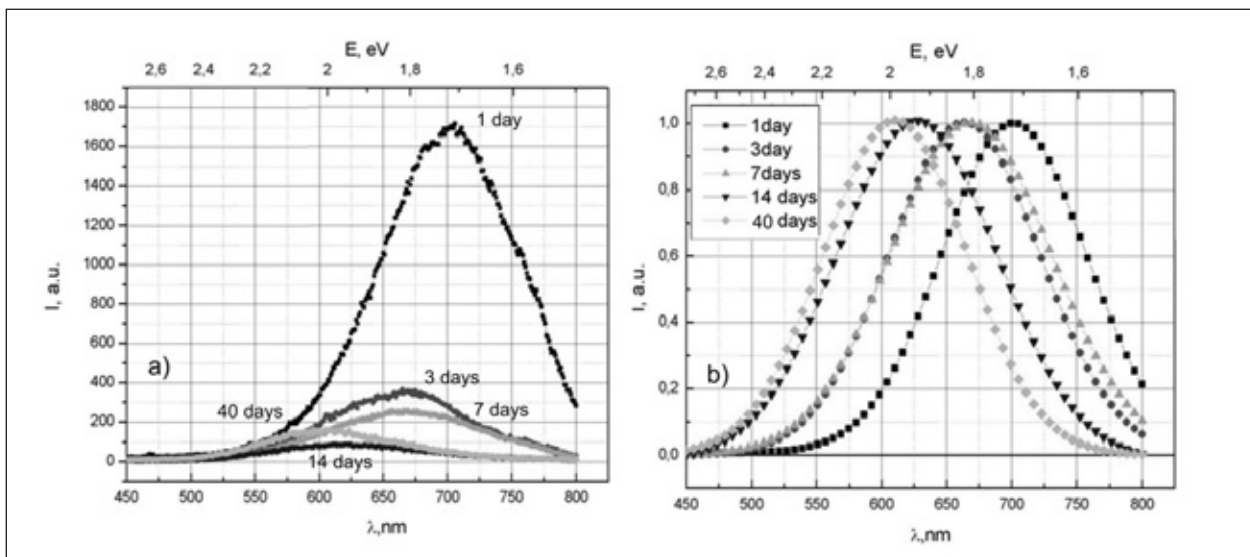 E, eV
2,6 2,4 2,2 2 1,8 1,6
1800
1600
1400
1200
1000
800
600
400
200
0
I, a.u.
1 day
a)
3 days
40 days
7 days
14 days
450 500 550 600 650 700 750 800
λ,nm
E, eV
2,6 2,4 2,2 2 1,8 1,6
1day
3day
7days
14 days
40 days
1,0
0,8
0,6
0,4
0,2
0,0
I, a.u.
b)
450 500 550 600 650 700 750 800
λ,nm